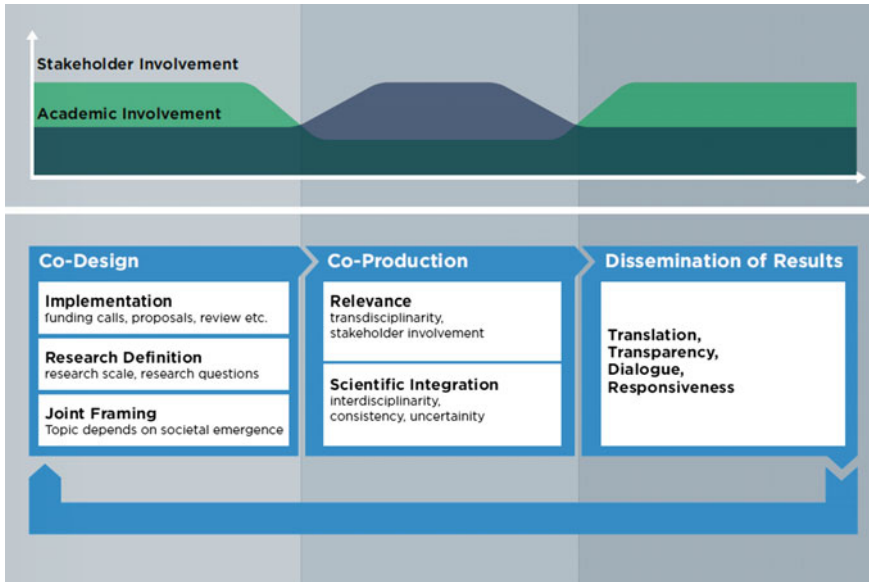 Stakeholder Involvement
Academic Involvement
Co-Design
Implementation
funding calls, proposals, review etc.
Research Definition
research scale, research questions
Joint Framing
Topic depends on societal emergence
Co-Production
Relevance
transdisciplinarity,
stakeholder involvement
Scientific Integration
interdisciplinarity,
consistency, uncertainity
Dissemination of Results
Translation,
Transparency,
Dialogue,
Responsiveness